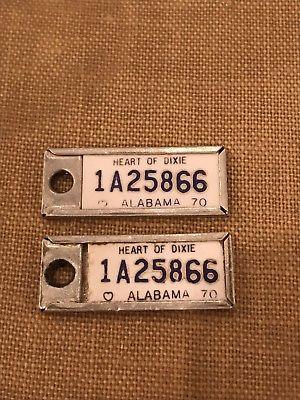 HEART OF DIXIE
1A25866
♡ ALABAMA 70
HEART OF DIXIE
1A25866
♡ ALABAMA 70